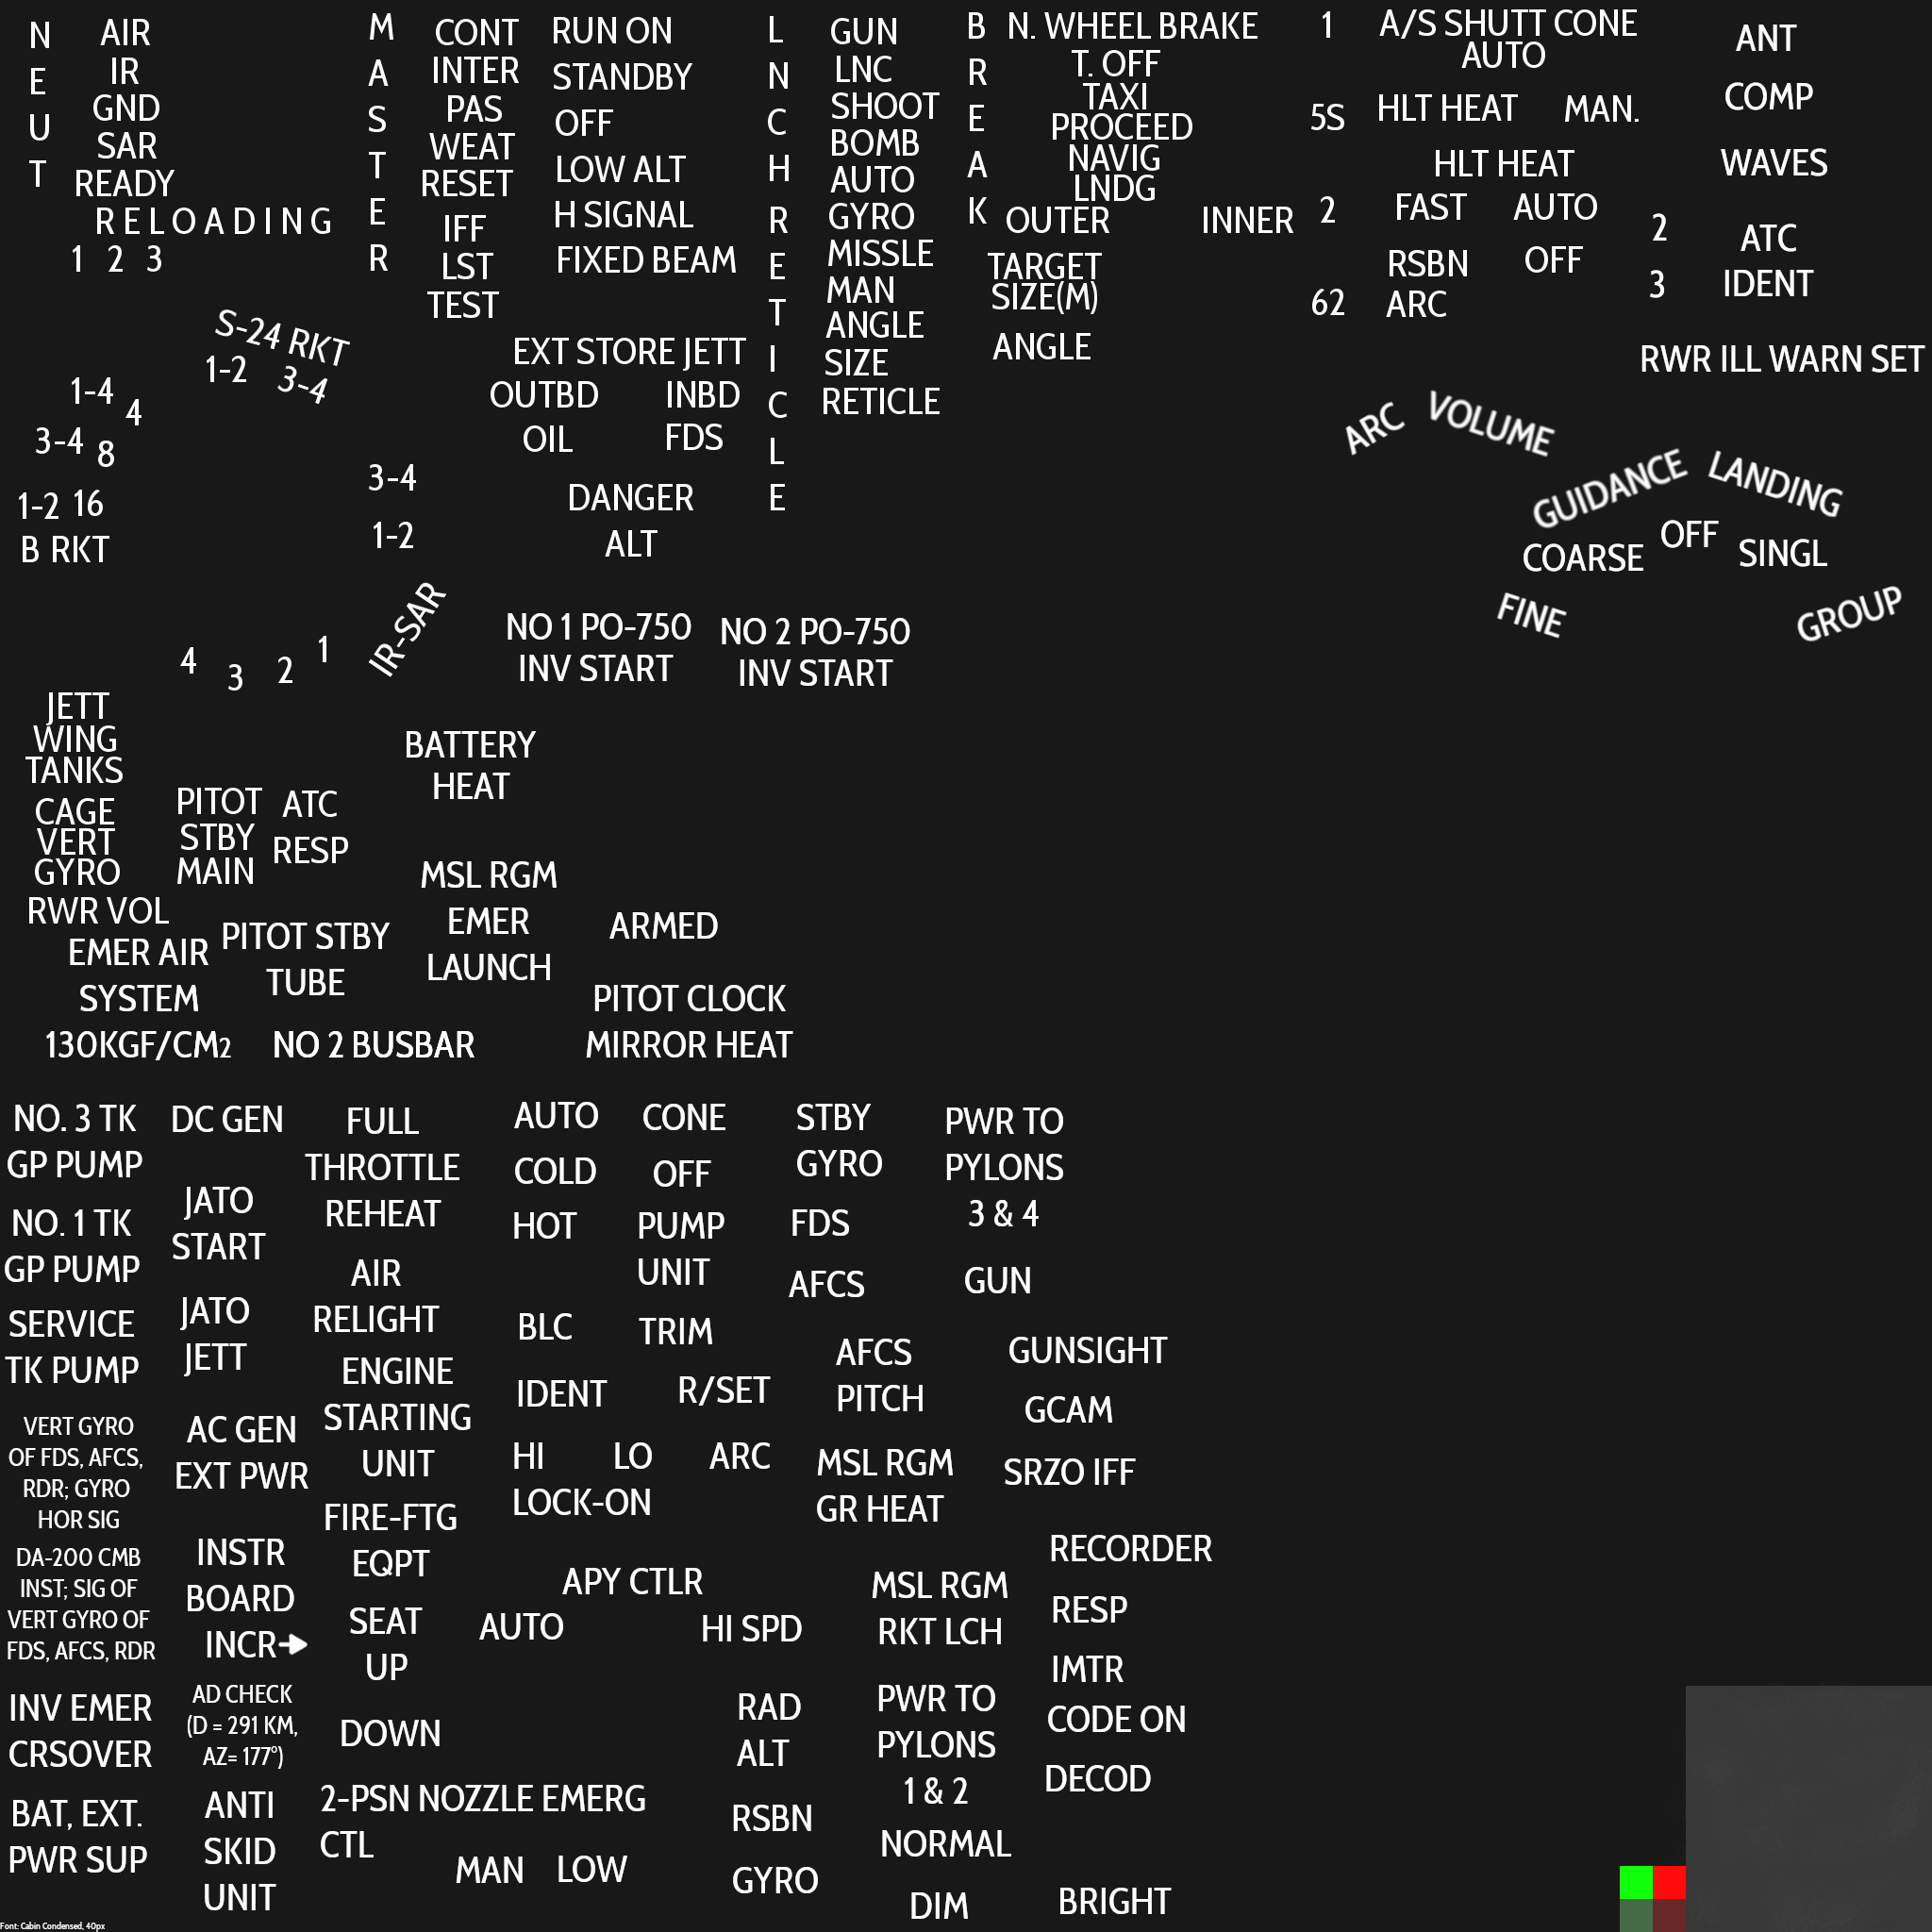 NEUT
AIR
IR
GND
SAR
READY
RELOADING
1 2 3
MASTER
CONT
INTER
PAS
WEAT
RESET
IFF
LST
TEST
RUN ON
STANDBY
OFF
LOW ALT
H SIGNAL
FIXED BEAM
LNCH RETICLE
GUN
LNC
SHOOT
BOMB
AUTO
GYRO
MISSLE
MAN
ANGLE
SIZE
RETICLE
BREAK
N. WHEEL BRAKE
T. OFF
TAXI
PROCEED
NAVIG
LNDG
OUTER INNER
TARGET
SIZE(M)
ANGLE
1
5S
2
62
A/S SHUTT CONE
AUTO
HLT HEAT MAN.
HLT HEAT
FAST AUTO
RSBN OFF
ARC
ANT
COMP
WAVES
2
3
ATC
IDENT
RWR ILL WARN SET
S-24 RKT
1-2 3-4
1-4
4
3-4
8
1-2 16
B RKT
EXT STORE JETT
OUTBD INBD
OIL FDS
3-4
1-2
DANGER
ALT
ARC VOLUME
GUIDANCE LANDING
COARSE OFF SINGL
FINE GROUP
4 3 2 1
IR-SAR
NO 1 PO-750
INV START
NO 2 PO-750
INV START
JETT
WING
TANKS
CAGE
VERT
GYRO
RWR VOL
PITOT
STBY
MAIN
ATC
RESP
BATTERY
HEAT
EMER AIR
SYSTEM
130KGF/CM2
PITOT STBY
TUBE
NO 2 BUSBAR
MSL RGM
EMER
LAUNCH
ARMED
PITOT CLOCK
MIRROR HEAT
NO. 3 TK
GP PUMP
NO. 1 TK
GP PUMP
SERVICE
TK PUMP
VERT GYRO
OF FDS, AFCS,
RDR; GYRO
HOR SIG
DA-200 CMB
INST; SIG OF
VERT GYRO OF
FDS, AFCS, RDR
INV EMER
CRSOVER
BAT, EXT.
PWR SUP
DC GEN
JATO
START
JATO
JETT
AC GEN
EXT PWR
INSTR
BOARD
INCR→
AD CHECK
(D = 291 KM,
AZ= 177°)
ANTI
SKID
UNIT
FULL
THROTTLE
REHEAT
AIR
RELIGHT
ENGINE
STARTING
UNIT
FIRE-FTG
EQPT
SEAT
UP
DOWN
2-PSN NOZZLE EMERG
CTL
MAN LOW
AUTO
COLD
HOT
BLC
IDENT
HI LO
LOCK-ON
CONE
OFF
PUMP
UNIT
TRIM
R/SET
ARC
APY CTLR
AUTO HI SPD
RAD
ALT
RSBN
GYRO
STBY
GYRO
FDS
AFCS
AFCS
PITCH
MSL RGM
GR HEAT
MSL RGM
RKT LCH
PWR TO
PYLONS
1 & 2
NORMAL
DIM
PWR TO
PYLONS
3 & 4
GUN
GUNSIGHT
GCAM
SRZO IFF
RECORDER
RESP
IMTR
CODE ON
DECOD
BRIGHT
Font: Cabin Condensed, 40px